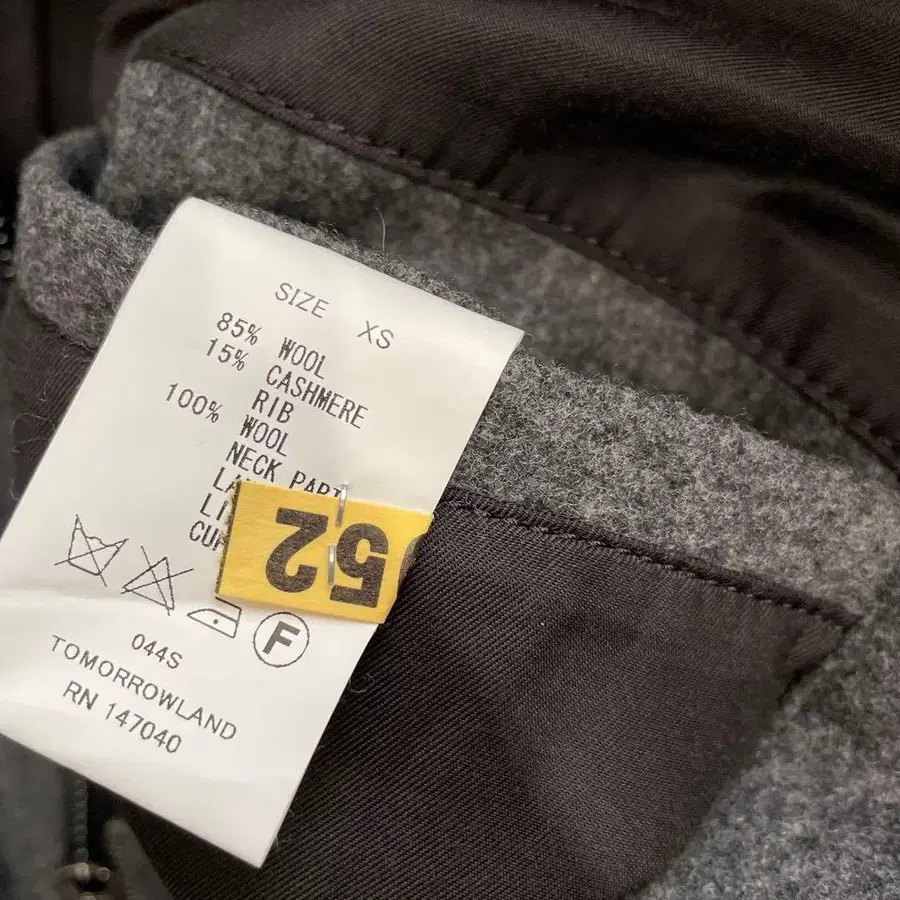 SIZE XS
85% WOOL
15% CASHMERE
RIB
100% WOOL
NECK PART
52
F
044S
TOMORROWLAND
RN 147040